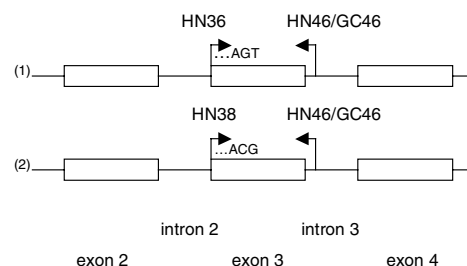 HN36 HN46/GC46
...AGT
(1)
HN38 HN46/GC46
...ACG
(2)
intron 2 intron 3
exon 2 exon 3 exon 4